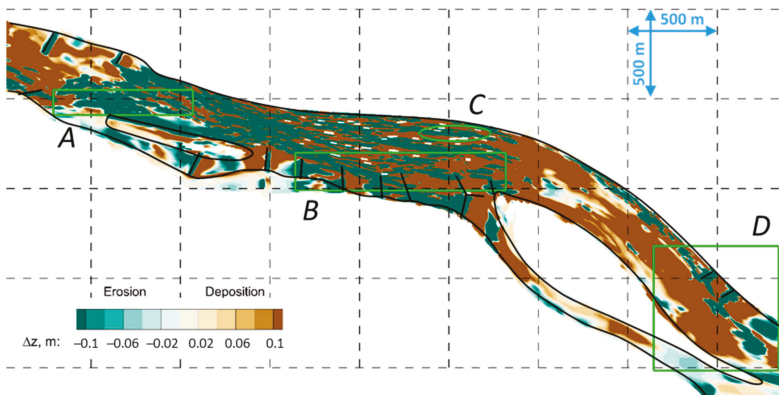 500 m
500 m
C
A
B
D
Erosion Deposition
Δz, m: −0.1 −0.06 −0.02 0.02 0.06 0.1